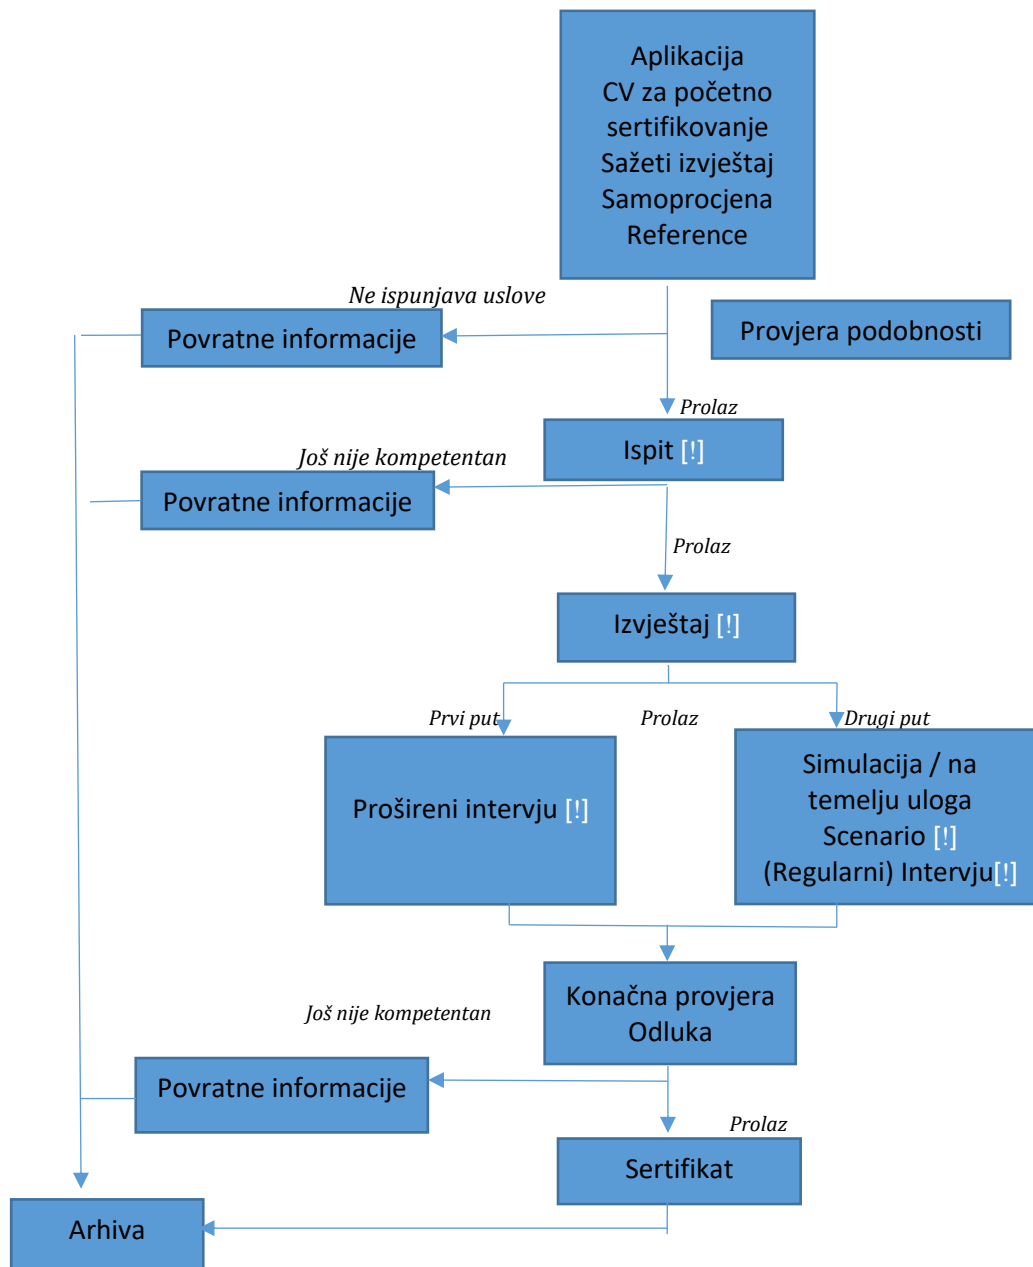 Aplikacija
CV za početno
sertifikovanje
Sažeti izvještaj
Samoprocjena
Reference
Ne ispunjava uslove
Povratne informacije
Provjera podobnosti
Prolaz
Ispit [!]
Još nije kompetentan
Povratne informacije
Prolaz
Izvještaj [!]
Prvi put
Prolaz
Drugi put
Prošireni intervju [!]
Simulacija / na
temelju uloga
Scenario [!]
(Regularni) Intervju[!]
Konačna provjera
Odluka
Još nije kompetentan
Povratne informacije
Prolaz
Sertifikat
Arhiva